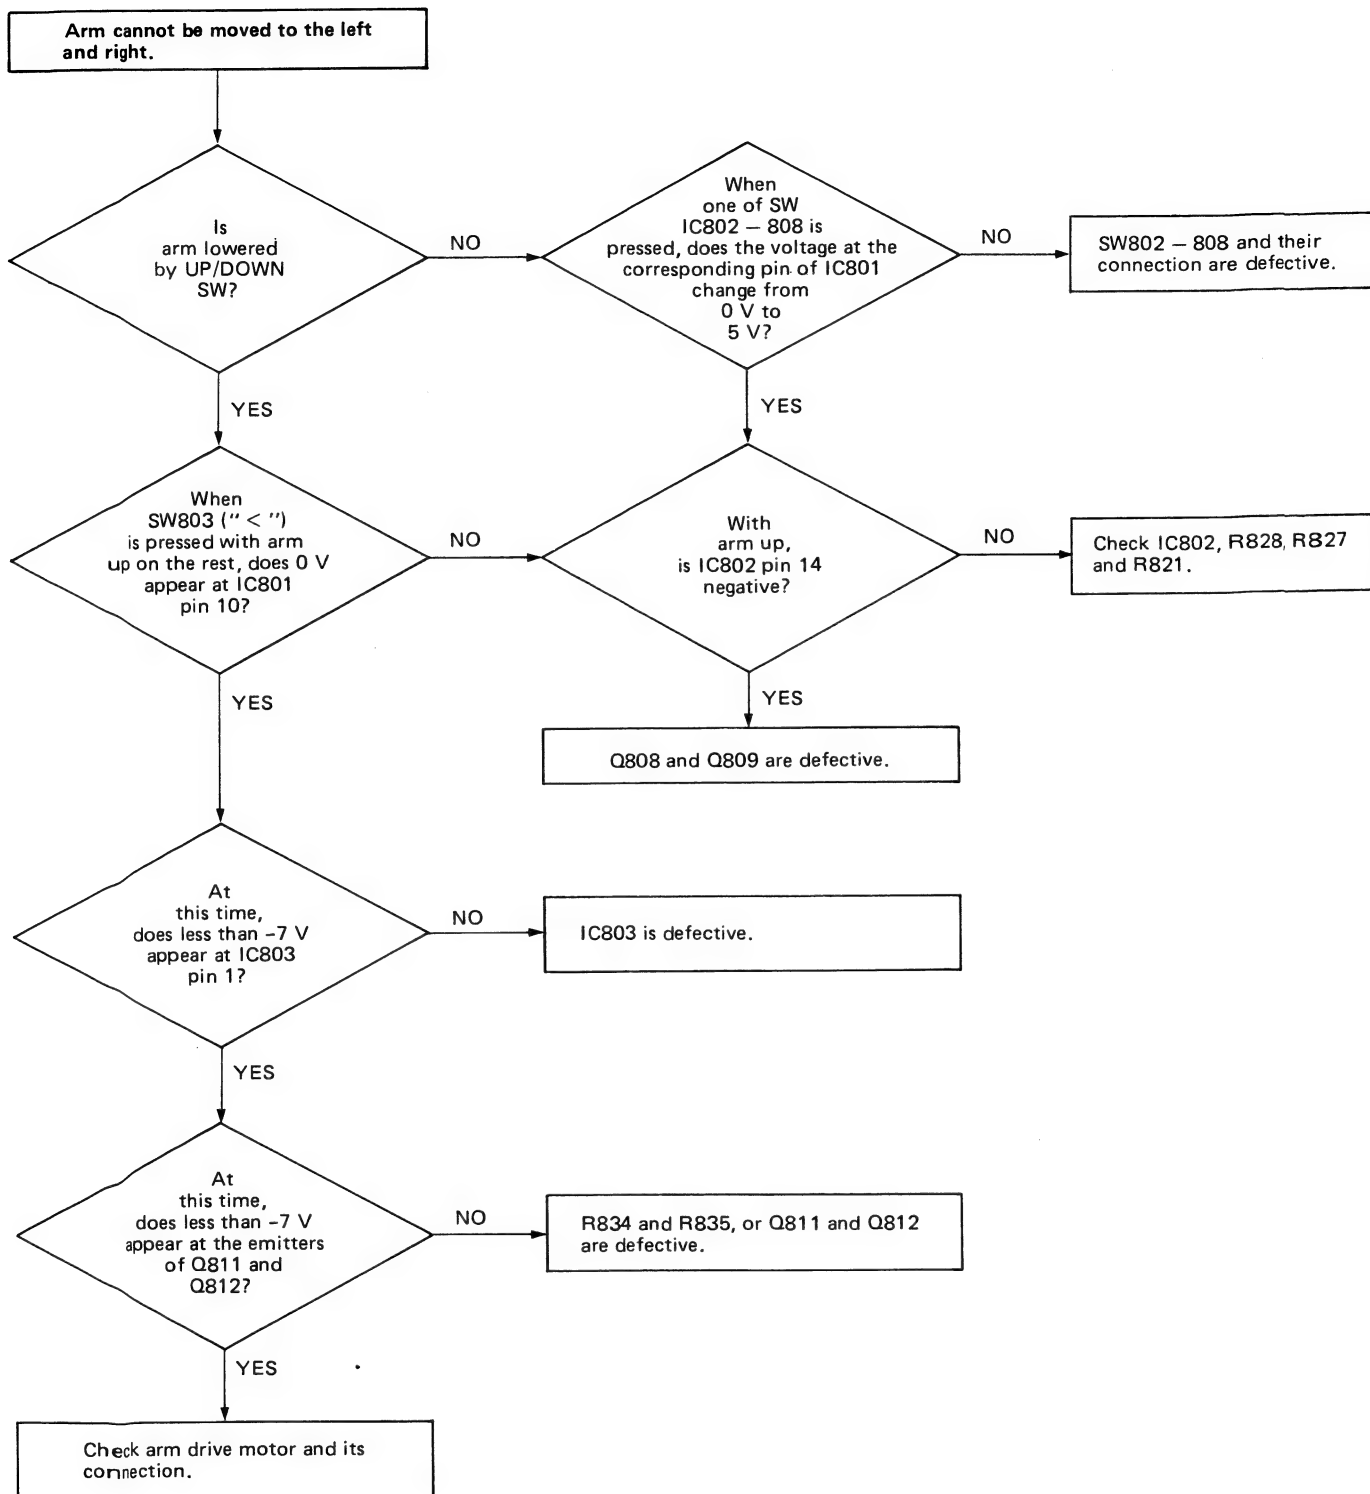 Arm cannot be moved to the left
and right.
Is
arm lowered
by UP/DOWN
SW?
NO
When
one of SW
IC802 – 808 is
pressed, does the voltage at the
corresponding pin of IC801
change from
0 V to
5 V?
NO
SW802 – 808 and their
connection are defective.
YES
YES
When
SW803 (" < ")
is pressed with arm
up on the rest, does 0 V
appear at IC801
pin 10?
NO
With
arm up,
is IC802 pin 14
negative?
NO
Check IC802, R828, R827
and R821.
YES
YES
Q808 and Q809 are defective.
At
this time,
does less than –7 V
appear at IC803
pin 1?
NO
IC803 is defective.
YES
At
this time,
does less than –7 V
appear at the emitters
of Q811 and
Q812?
NO
R834 and R835, or Q811 and Q812
are defective.
YES
Check arm drive motor and its
connection.